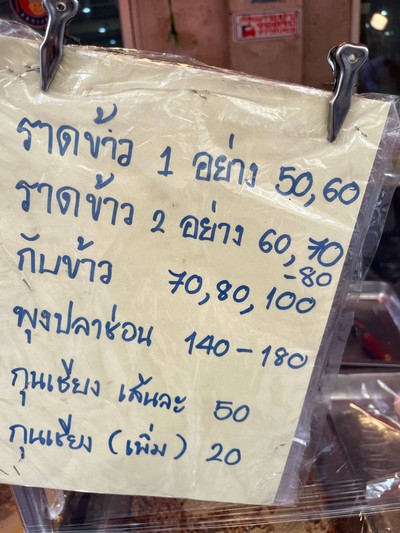 ราดข้าว 1 อย่าง 50,60
ราดข้าว 2 อย่าง 60,70
-80
กับข้าว 70,80,100
พุงปลาช่อน 140-180
กุนเชียง เส้นละ 50
กุนเชียง (เพิ่ม) 20